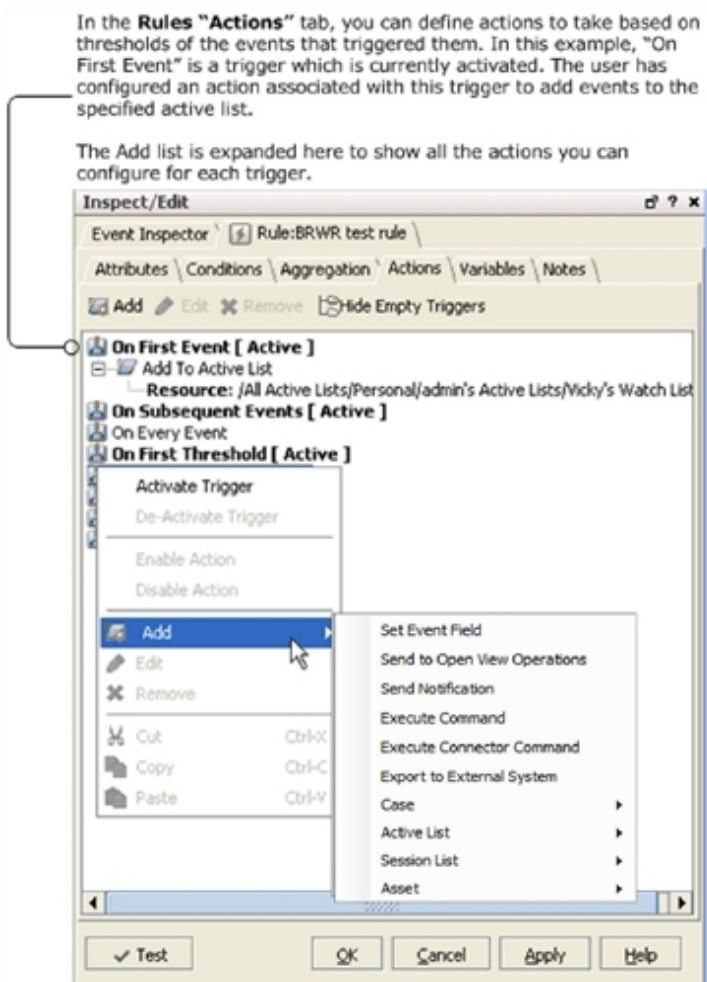 In the Rules “Actions” tab, you can define actions to take based on
thresholds of the events that triggered them. In this example, “On
First Event” is a trigger which is currently activated. The user has
configured an action associated with this trigger to add events to the
specified active list.
The Add list is expanded here to show all the actions you can
configure for each trigger.
Inspect/Edit
Event Inspector Rule:BRWR test rule
Attributes Conditions Aggregation Actions Variables Notes
Add Edit Remove Hide Empty Triggers
On First Event [ Active ]
Add To Active List
Resource: /All Active Lists/Personal/admin's Active Lists/Vicky's Watch List
On Subsequent Events [ Active ]
On Every Event
On First Threshold [ Active ]
Activate Trigger
De-Activate Trigger
Enable Action
Disable Action
Add
Edit
Remove
Cut Ctrl-X
Copy Ctrl-C
Paste Ctrl-V
Set Event Field
Send to Open View Operations
Send Notification
Execute Command
Execute Connector Command
Export to External System
Case
Active List
Session List
Asset
Test OK Cancel Apply Help